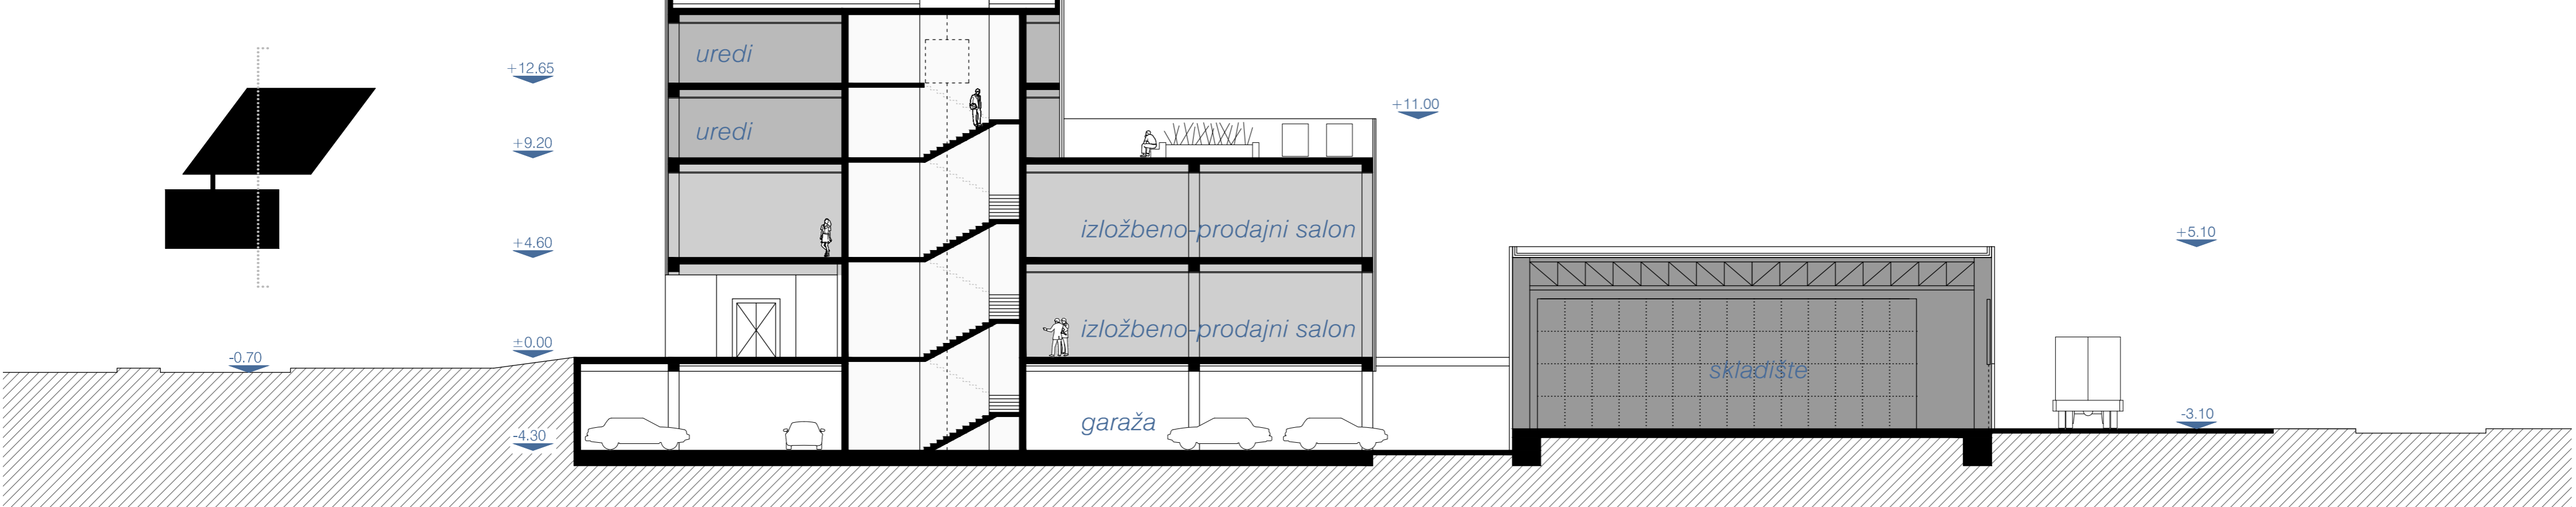 uredi
+12.65
+11.00
uredi
+9.20
izložbeno-prodajni salon
+5.10
+4.60
izložbeno-prodajni salon
±0.00
-0.70
skladište
-3.10
garaža
-4.30